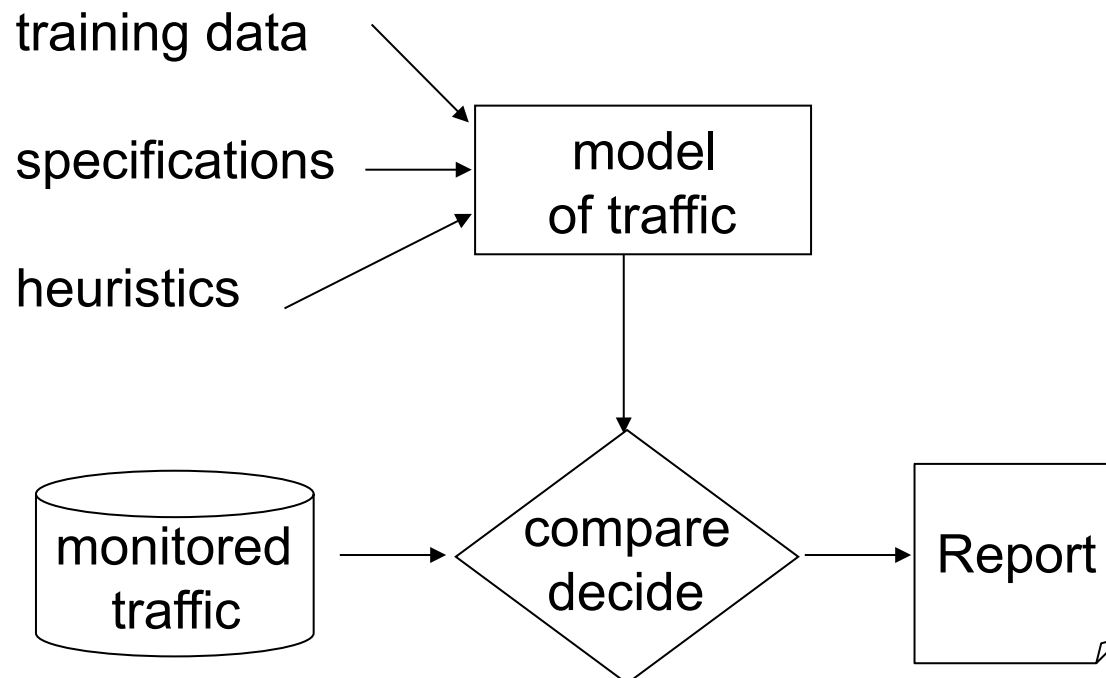 training data
specifications
heuristics
model
of traffic
monitored
traffic
compare
decide
Report